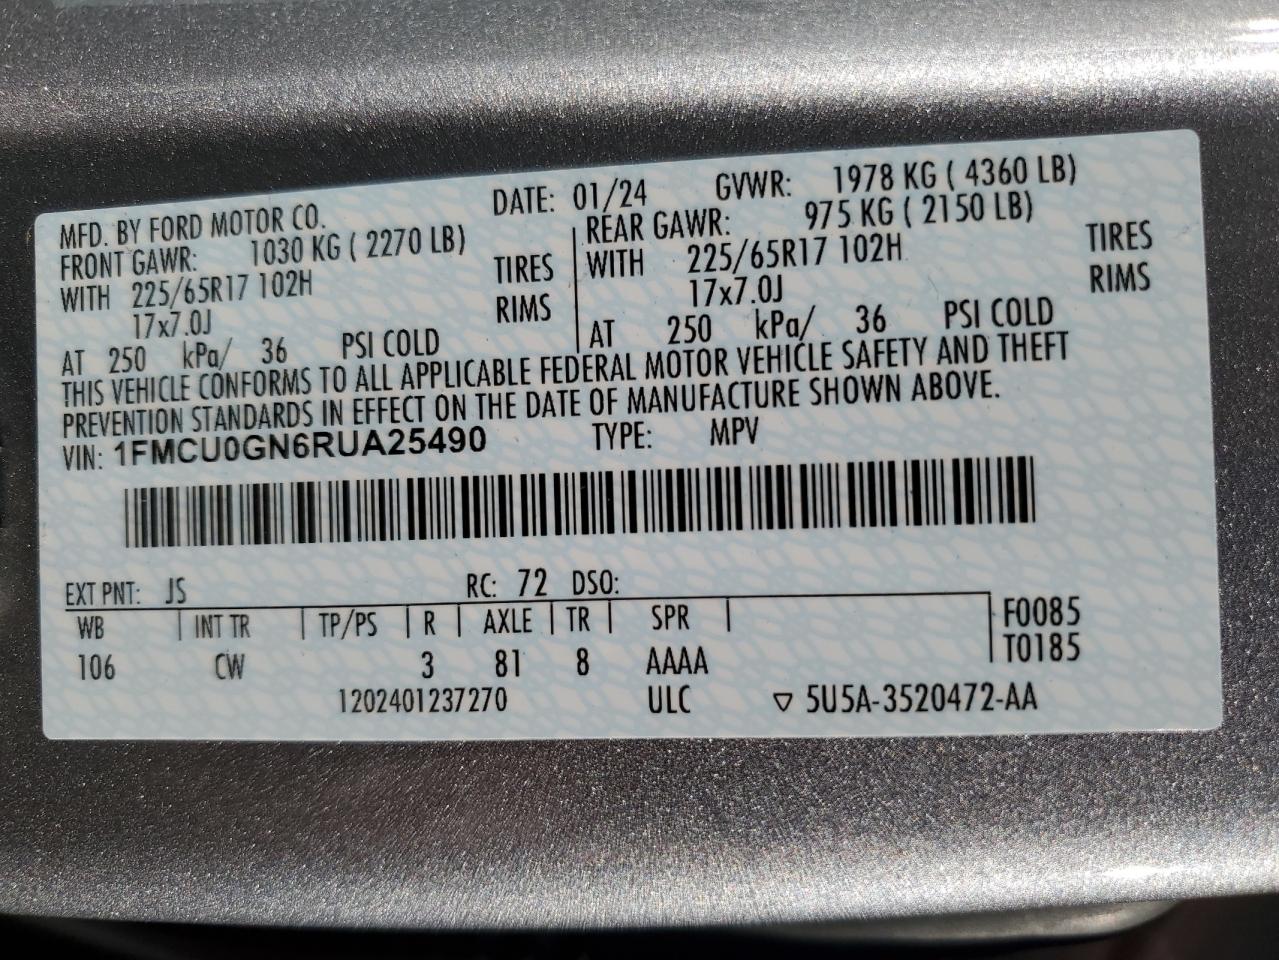 MFD. BY FORD MOTOR CO. DATE: 01/24 GVWR: 1978 KG ( 4360 LB)
FRONT GAWR: 1030 KG ( 2270 LB) REAR GAWR: 975 KG ( 2150 LB)
WITH 225/65R17 102H TIRES WITH 225/65R17 102H TIRES
17x7.0J RIMS 17x7.0J RIMS
AT 250 kPa/ 36 PSI COLD AT 250 kPa/ 36 PSI COLD
THIS VEHICLE CONFORMS TO ALL APPLICABLE FEDERAL MOTOR VEHICLE SAFETY AND THEFT
PREVENTION STANDARDS IN EFFECT ON THE DATE OF MANUFACTURE SHOWN ABOVE.
VIN: 1FMCU0GN6RUA25490 TYPE: MPV
EXT PNT: JS RC: 72 DSO:
WB INT TR TP/PS R AXLE TR SPR F0085
106 CW 3 81 8 AAAA T0185
1202401237270 ULC ▽ 5U5A-3520472-AA